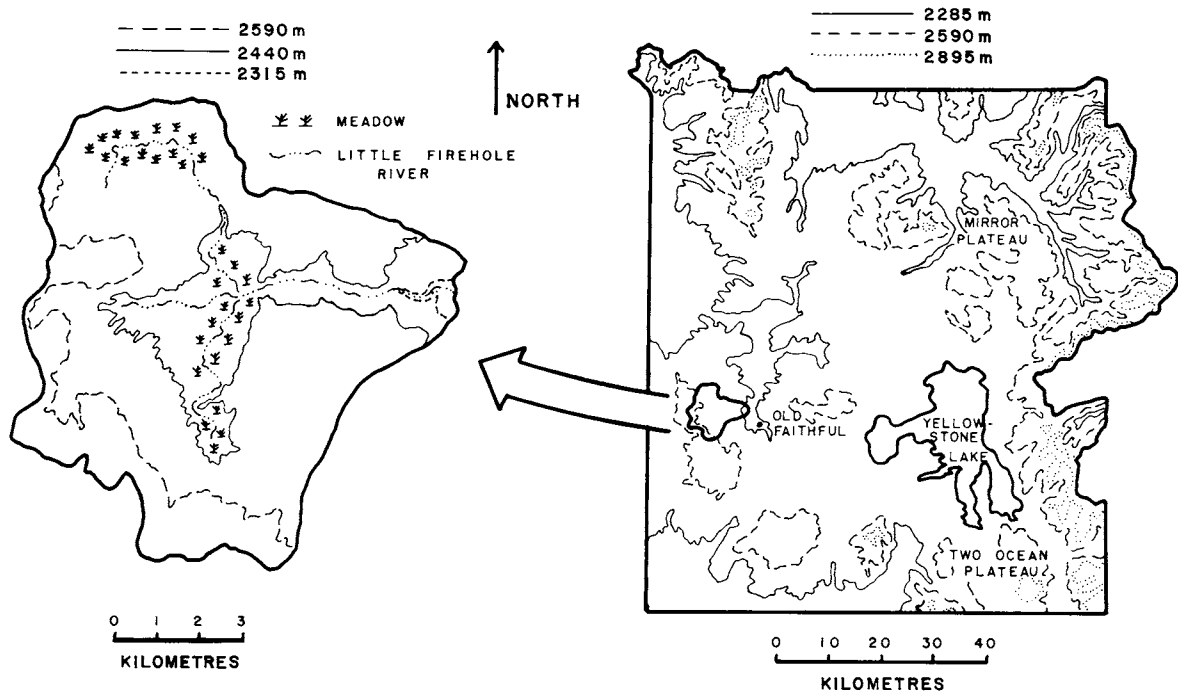 2590 m
2440 m
2315 m
NORTH
MEADOW
LITTLE FIREHOLE
RIVER
0 1 2 3
KILOMETRES
2285 m
2590 m
2895 m
MIRROR
PLATEAU
OLD
FAITHFUL
YELLOW-
STONE
LAKE
TWO OCEAN
PLATEAU
0 10 20 30 40
KILOMETRES